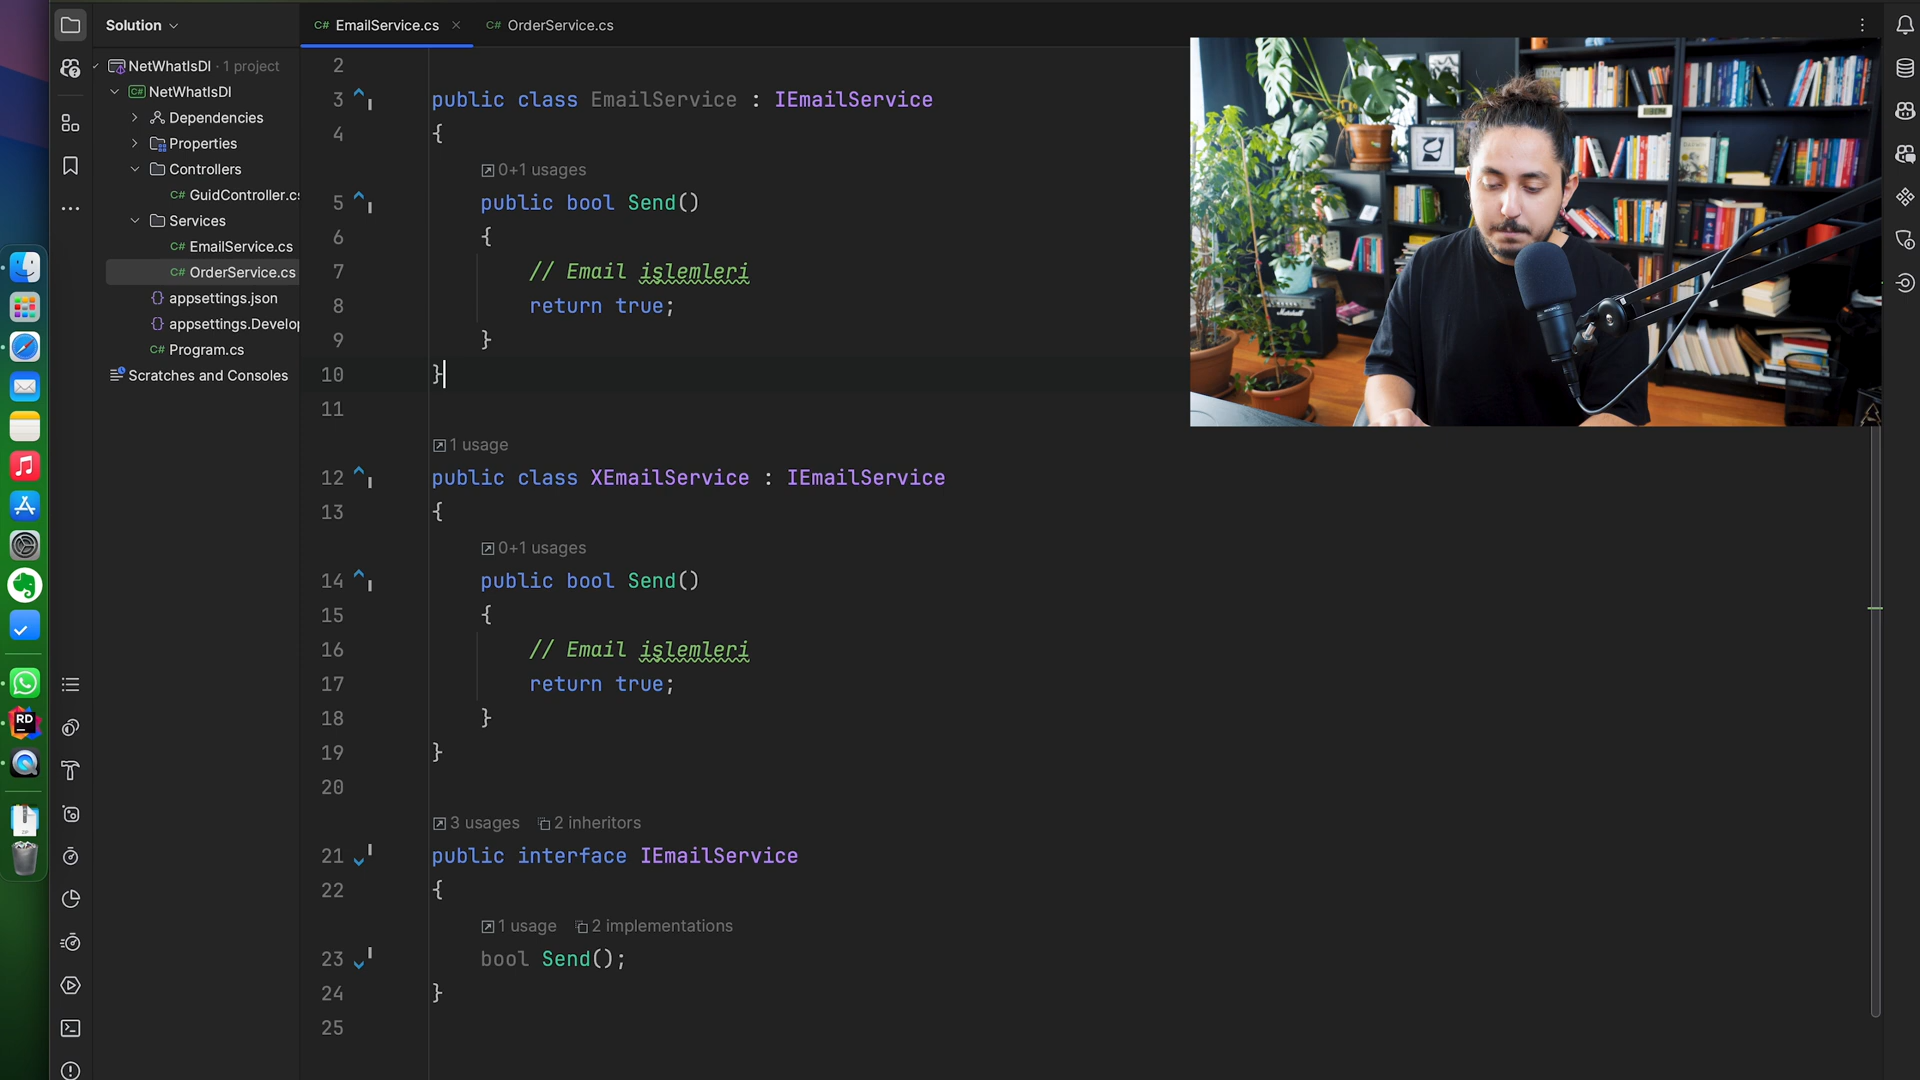 Solution
EmailService.cs
OrderService.cs
NetWhatIsDI · 1 project
NetWhatIsDI
Dependencies
Properties
Controllers
C# GuidController.cs
Services
C# EmailService.cs
C# OrderService.cs
{} appsettings.json
{} appsettings.Develop
C# Program.cs
Scratches and Consoles
2
3 public class EmailService : IEmailService
4 {
0+1 usages
5 public bool Send()
6 {
7 // Email işlemleri
8 return true;
9 }
10 }
11
1 usage
12 public class XEmailService : IEmailService
13 {
0+1 usages
14 public bool Send()
15 {
16 // Email işlemleri
17 return true;
18 }
19 }
20
3 usages 2 inheritors
21 public interface IEmailService
22 {
1 usage 2 implementations
23 bool Send();
24 }
25
RD
Marshall